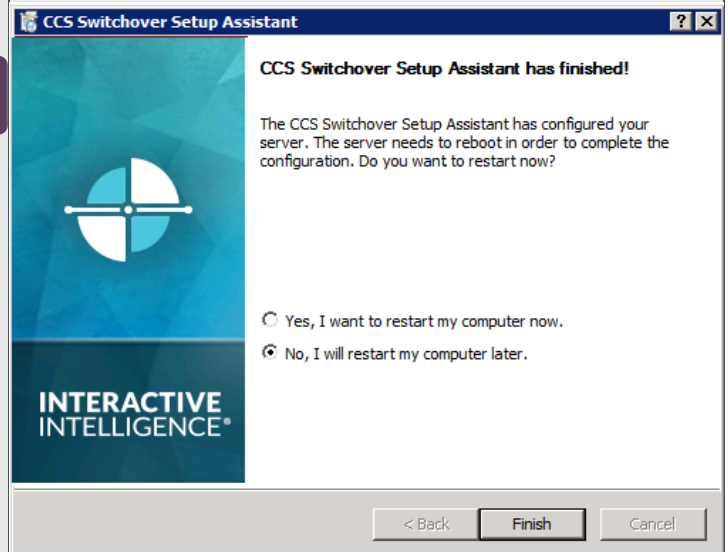 CCS Switchover Setup Assistant
CCS Switchover Setup Assistant has finished!
The CCS Switchover Setup Assistant has configured your
server. The server needs to reboot in order to complete the
configuration. Do you want to restart now?
Yes, I want to restart my computer now.
No, I will restart my computer later.
INTERACTIVE
INTELLIGENCE®
< Back Finish Cancel